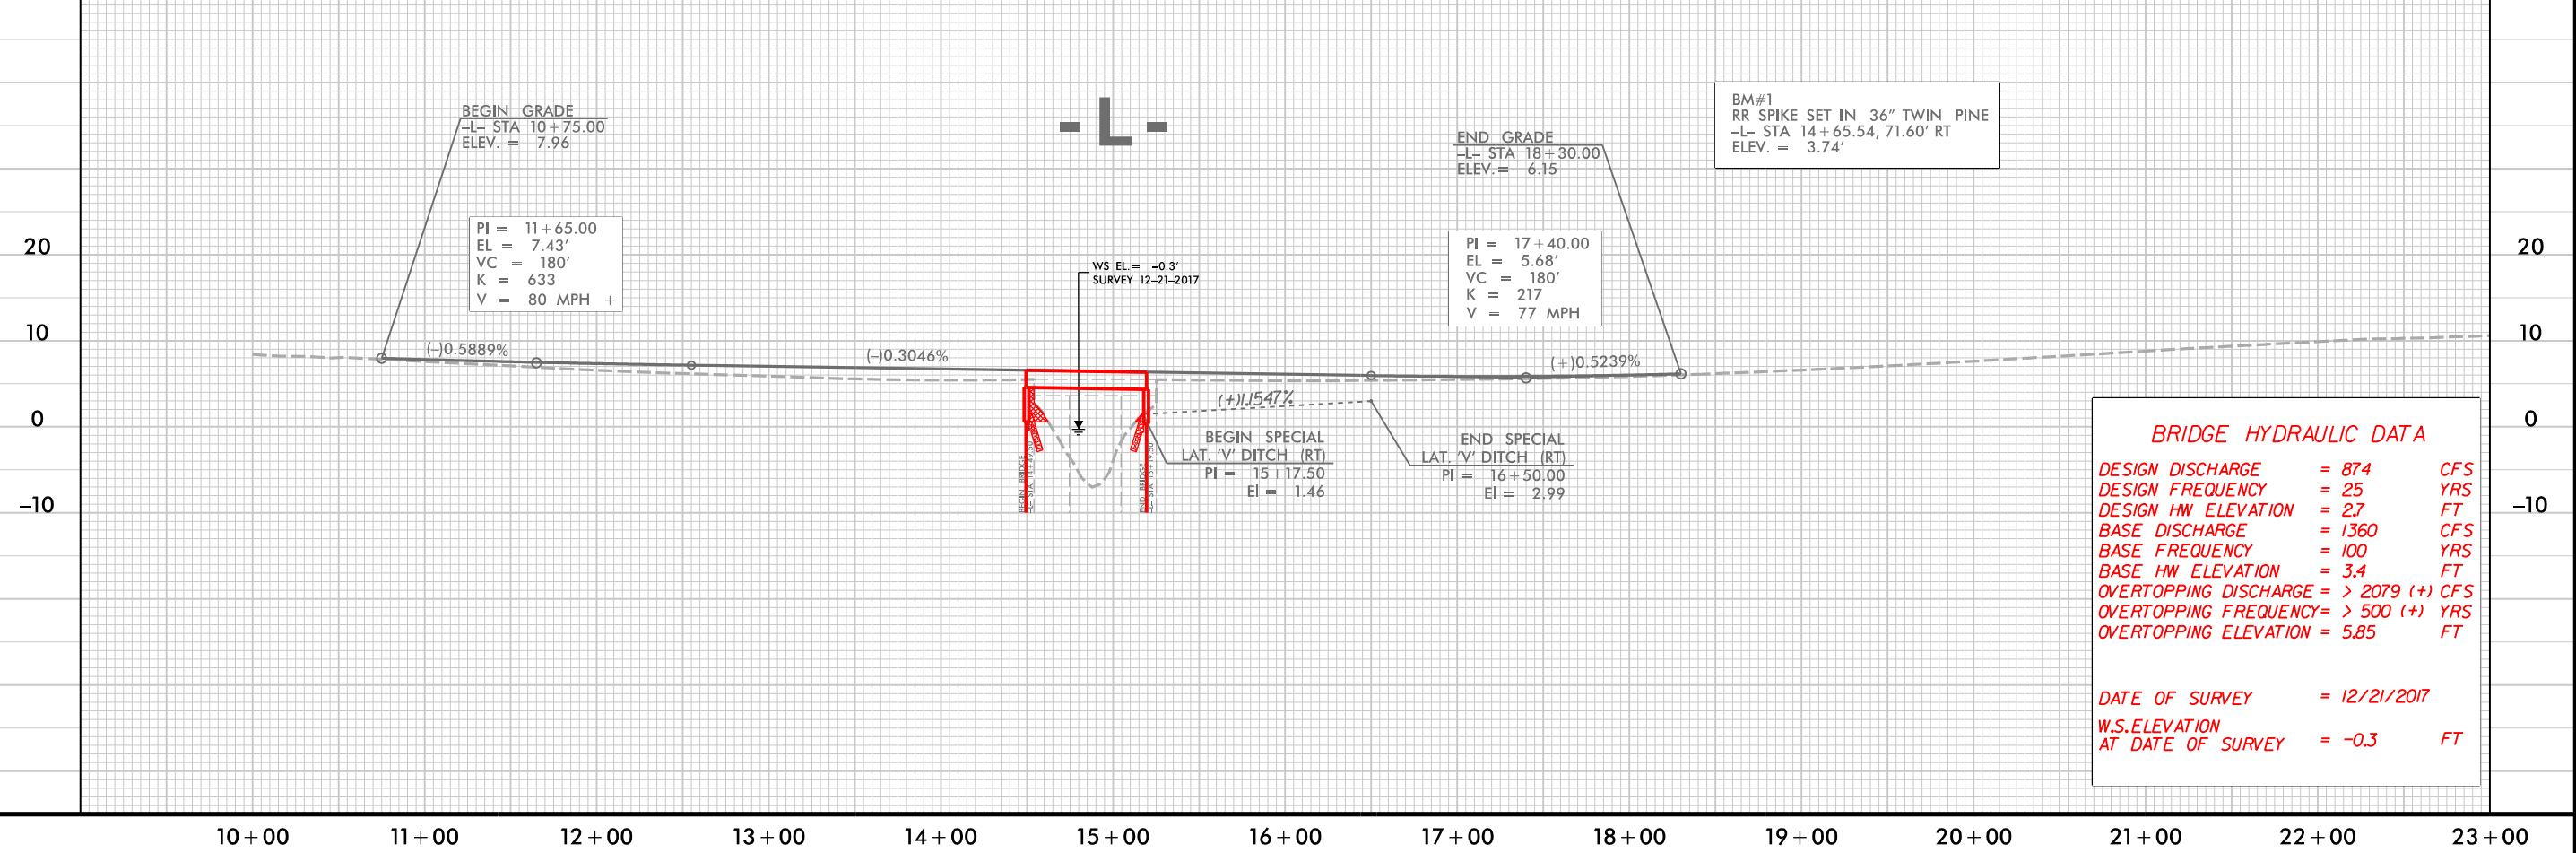 BEGIN GRADE
-L- STA 10+75.00
ELEV. = 7.96
-L-
END GRADE
-L- STA 18+30.00
ELEV.= 6.15
BM#1
RR SPIKE SET IN 36" TWIN PINE
-L- STA 14+65.54, 71.60' RT
ELEV. = 3.74'
PI = 11+65.00
EL = 7.43'
VC = 180'
K = 633
V = 80 MPH +
WS EL.= -0.3'
SURVEY 12-21-2017
PI = 17+40.00
EL = 5.68'
VC = 180'
K = 217
V = 77 MPH
20
20
10
10
(-)0.5889%
(-)0.3046%
(+)0.5239%
(+)1.1547%
0
0
BEGIN SPECIAL
LAT. 'V' DITCH (RT)
PI = 15+17.50
El = 1.46
END SPECIAL
LAT. 'V' DITCH (RT)
PI = 16+50.00
El = 2.99
BEGIN BRIDGE
END BRIDGE
-10
-10
BRIDGE HYDRAULIC DATA
DESIGN DISCHARGE = 874 CFS
DESIGN FREQUENCY = 25 YRS
DESIGN HW ELEVATION = 2.7 FT
BASE DISCHARGE = 1360 CFS
BASE FREQUENCY = 100 YRS
BASE HW ELEVATION = 3.4 FT
OVERTOPPING DISCHARGE = > 2079 (+) CFS
OVERTOPPING FREQUENCY= > 500 (+) YRS
OVERTOPPING ELEVATION = 5.85 FT
DATE OF SURVEY = 12/21/2017
W.S.ELEVATION
AT DATE OF SURVEY = -0.3 FT
10+00 11+00 12+00 13+00 14+00 15+00 16+00 17+00 18+00 19+00 20+00 21+00 22+00 23+00